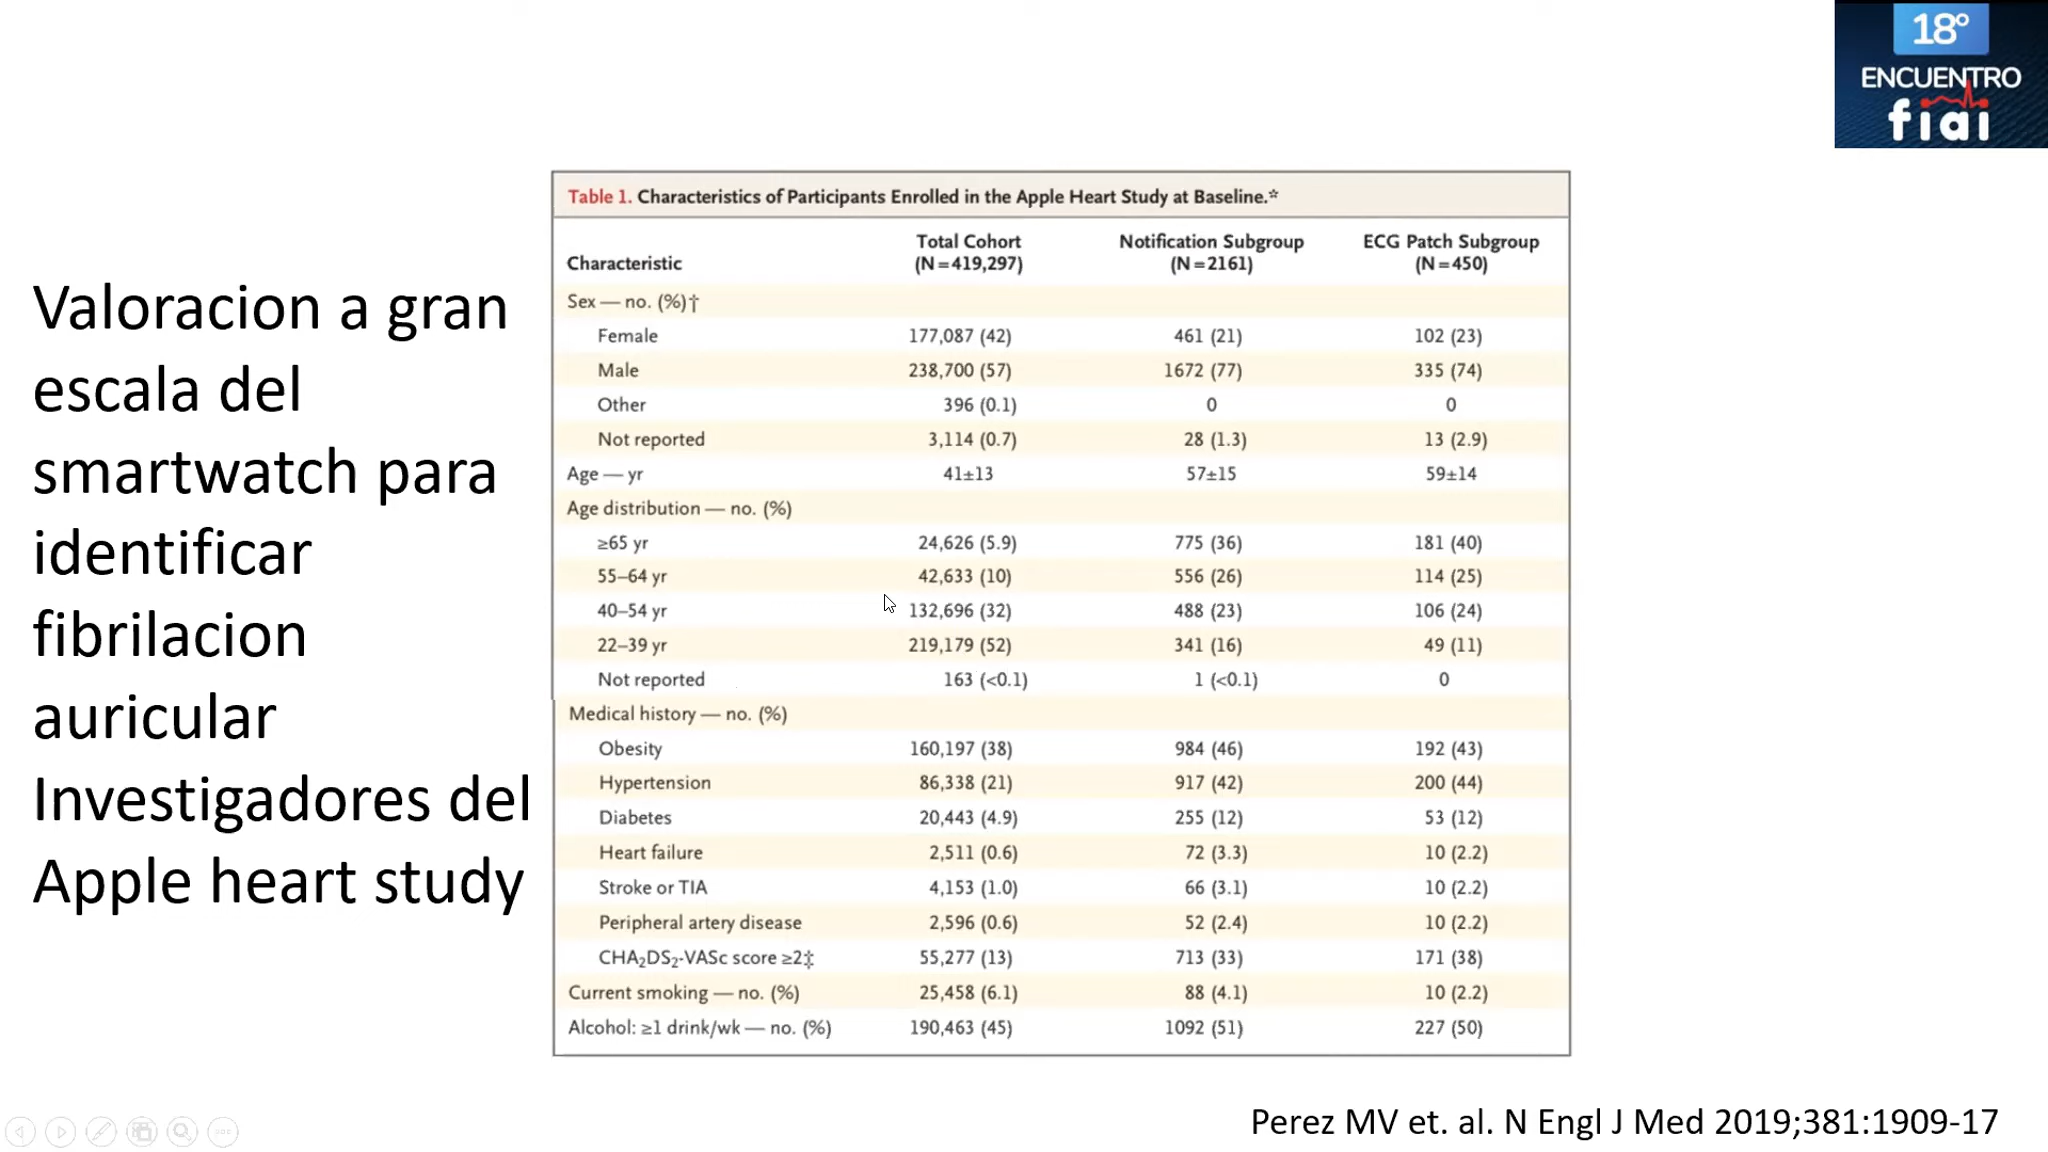 18º
ENCUENTRO
fiai
Valoracion a gran
escala del
smartwatch para
identificar
fibrilacion
auricular
Investigadores del
Apple heart study
Table 1. Characteristics of Participants Enrolled in the Apple Heart Study at Baseline.*
Characteristic Total Cohort (N=419,297) Notification Subgroup (N=2161) ECG Patch Subgroup (N=450)
Sex — no. (%)†
Female 177,087 (42) 461 (21) 102 (23)
Male 238,700 (57) 1672 (77) 335 (74)
Other 396 (0.1) 0 0
Not reported 3,114 (0.7) 28 (1.3) 13 (2.9)
Age — yr 41±13 57±15 59±14
Age distribution — no. (%)
≥65 yr 24,626 (5.9) 775 (36) 181 (40)
55–64 yr 42,633 (10) 556 (26) 114 (25)
40–54 yr 132,696 (32) 488 (23) 106 (24)
22–39 yr 219,179 (52) 341 (16) 49 (11)
Not reported 163 (<0.1) 1 (<0.1) 0
Medical history — no. (%)
Obesity 160,197 (38) 984 (46) 192 (43)
Hypertension 86,338 (21) 917 (42) 200 (44)
Diabetes 20,443 (4.9) 255 (12) 53 (12)
Heart failure 2,511 (0.6) 72 (3.3) 10 (2.2)
Stroke or TIA 4,153 (1.0) 66 (3.1) 10 (2.2)
Peripheral artery disease 2,596 (0.6) 52 (2.4) 10 (2.2)
CHA₂DS₂-VASc score ≥2‡ 55,277 (13) 713 (33) 171 (38)
Current smoking — no. (%) 25,458 (6.1) 88 (4.1) 10 (2.2)
Alcohol: ≥1 drink/wk — no. (%) 190,463 (45) 1092 (51) 227 (50)
Perez MV et. al. N Engl J Med 2019;381:1909-17